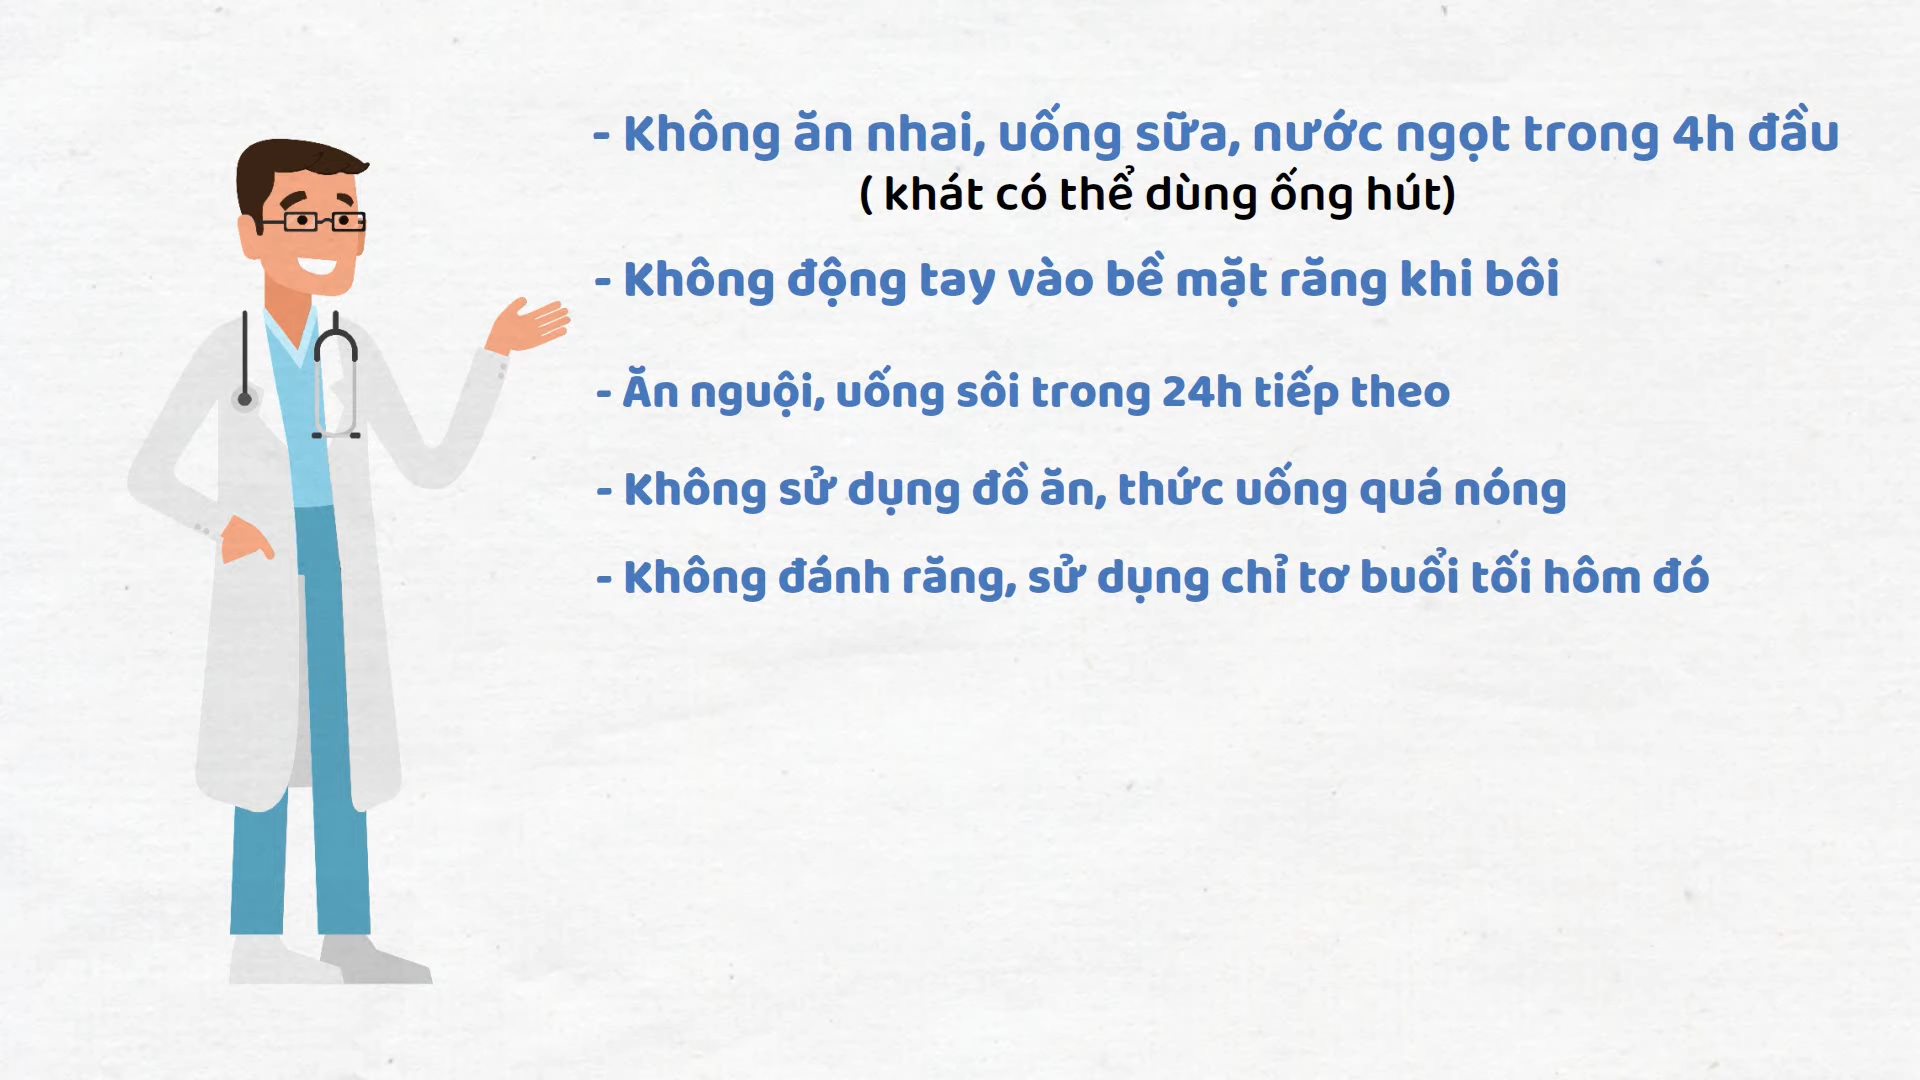 - Không ăn nhai, uống sữa, nước ngọt trong 4h đầu
( khát có thể dùng ống hút)
- Không động tay vào bề mặt răng khi bôi
- Ăn nguội, uống sôi trong 24h tiếp theo
- Không sử dụng đồ ăn, thức uống quá nóng
- Không đánh răng, sử dụng chỉ tơ buổi tối hôm đó